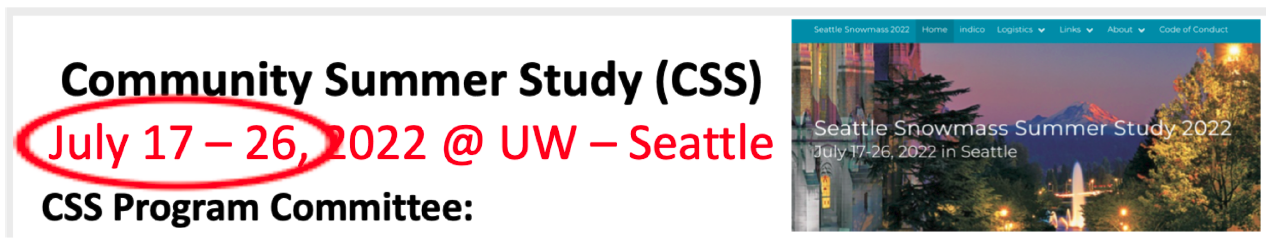 Community Summer Study (CSS)
July 17 – 26, 2022 @ UW – Seattle
CSS Program Committee:
Seattle Snowmass 2022 Home indico Logistics Links About Code of Conduct
Seattle Snowmass Summer Study 2022
July 17-26, 2022 in Seattle